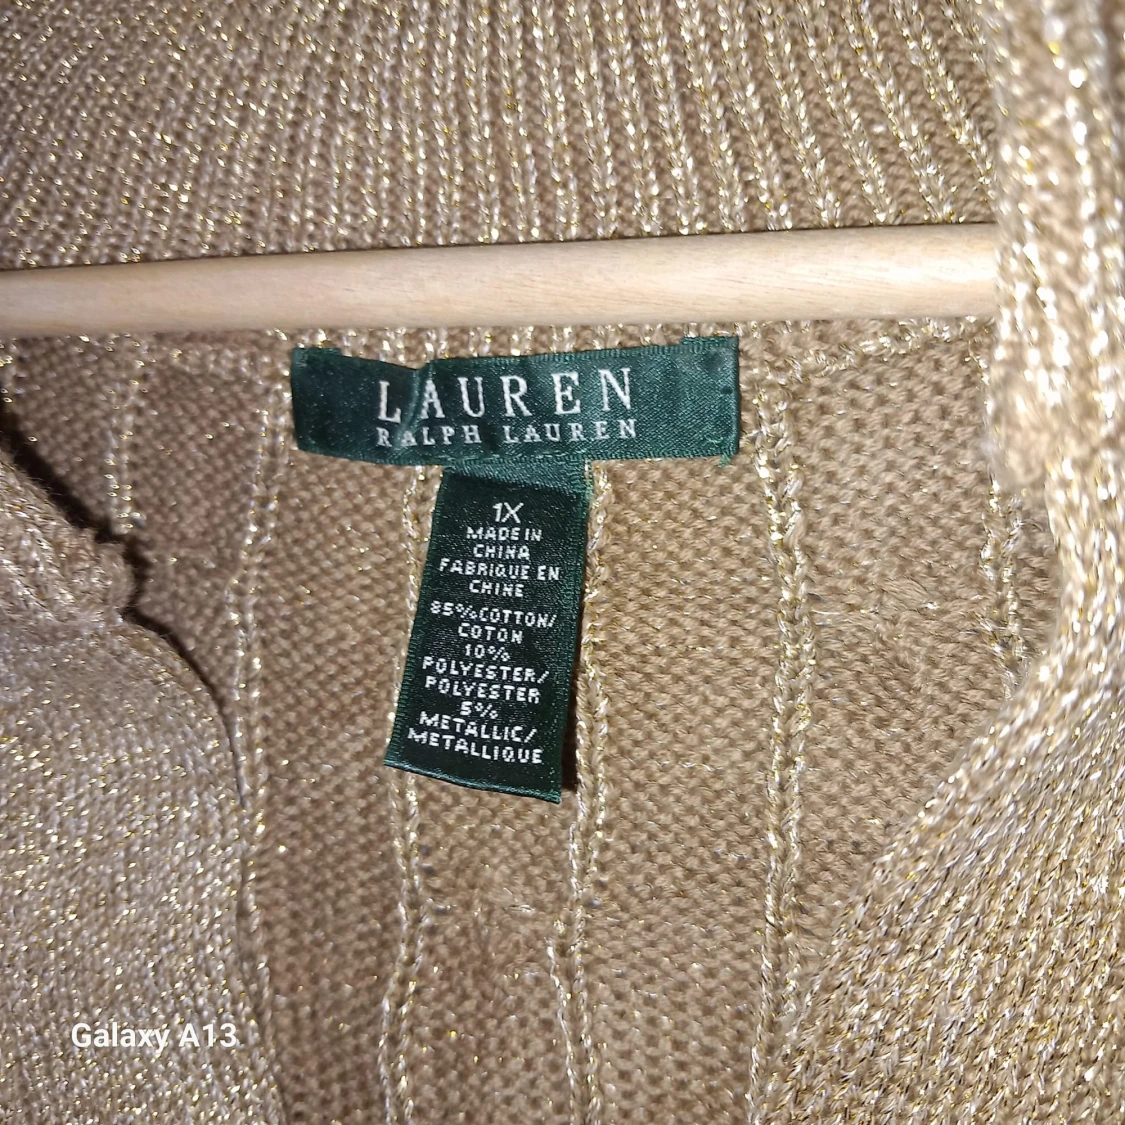 LAUREN
RALPH LAUREN
1X
MADE IN
CHINA
FABRIQUE EN
CHINE
85% COTTON/
COTON
10%
POLYESTER/
POLYESTER
5%
METALLIC/
METALLIQUE
Galaxy A13